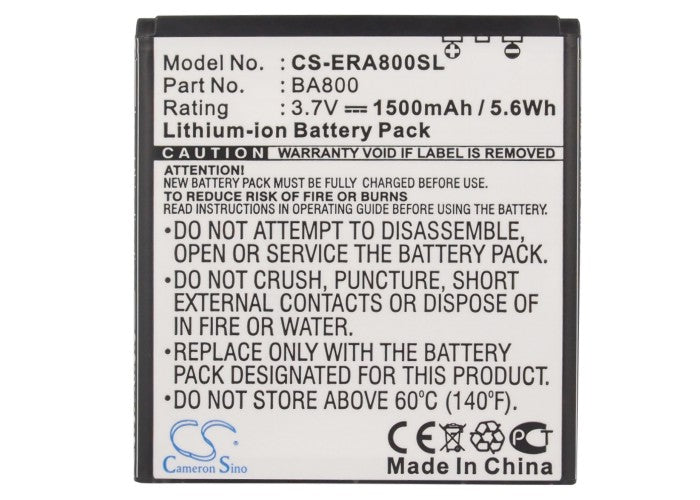 Model No. : CS-ERA800SL
Part No. : BA800
Rating : 3.7V ⎓ 1500mAh / 5.6Wh
Lithium-ion Battery Pack
CAUTION WARRANTY VOID IF LABEL IS REMOVED
ATTENTION!
NEW BATTERY PACK MUST BE FULLY CHARGED BEFORE USE
TO REDUCE RISK OF FIRE OR BURNS
READ INSTRUCTIONS IN OPERATING GUIDE BEFORE USING BATTERY
•DO NOT ATTEMPT TO DISASSEMBLE,
OPEN OR SERVICE THE BATTERY PACK.
•DO NOT CRUSH, PUNCTURE, SHORT
EXTERNAL CONTACTS OR DISPOSE OF
IN FIRE OR WATER.
•REPLACE ONLY WITH THE BATTERY
PACK DESIGNATED FOR THE DEVICE
•DO NOT STORE ABOVE 60°C (140°F).
CS
Cameron Sino
CE
Made In China